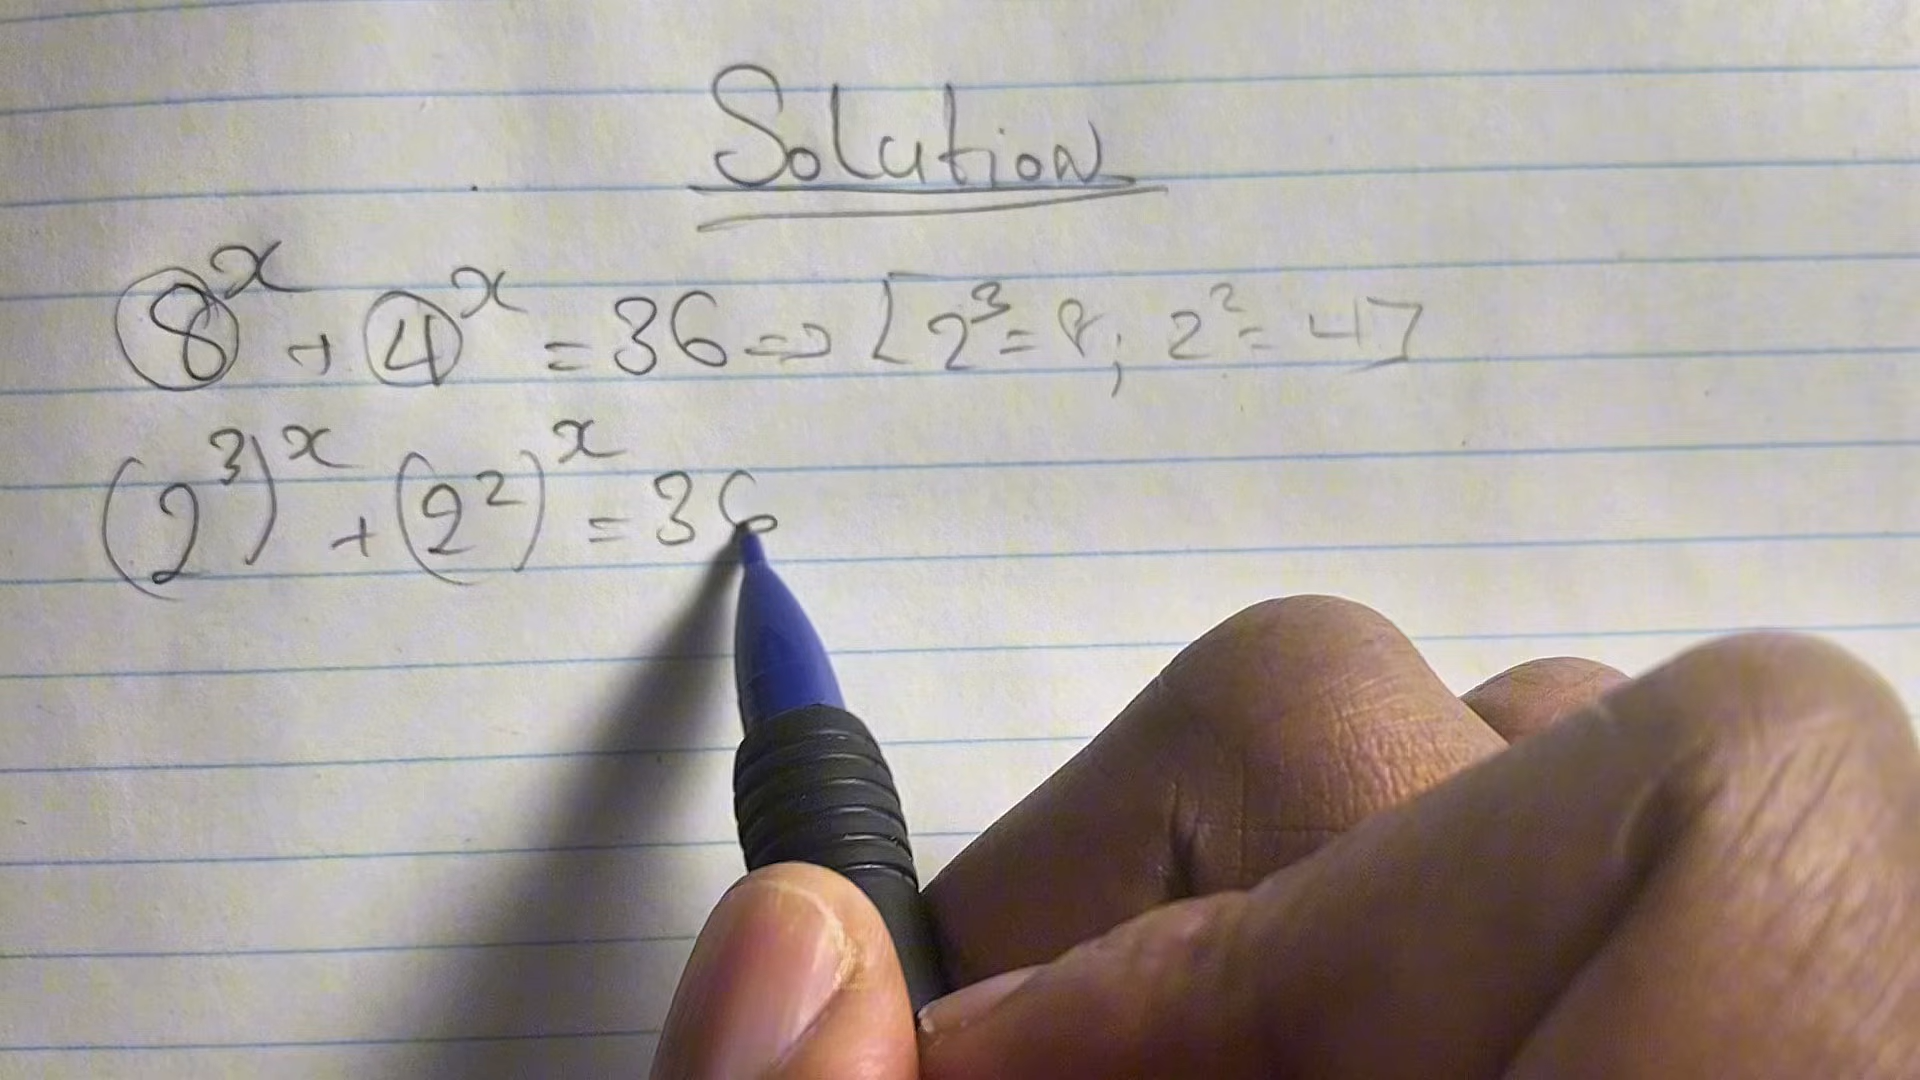 Solution
8^x + 4^x = 36 => [2^3 = 8; 2^2 = 4]
(2^3)^x + (2^2)^x = 36